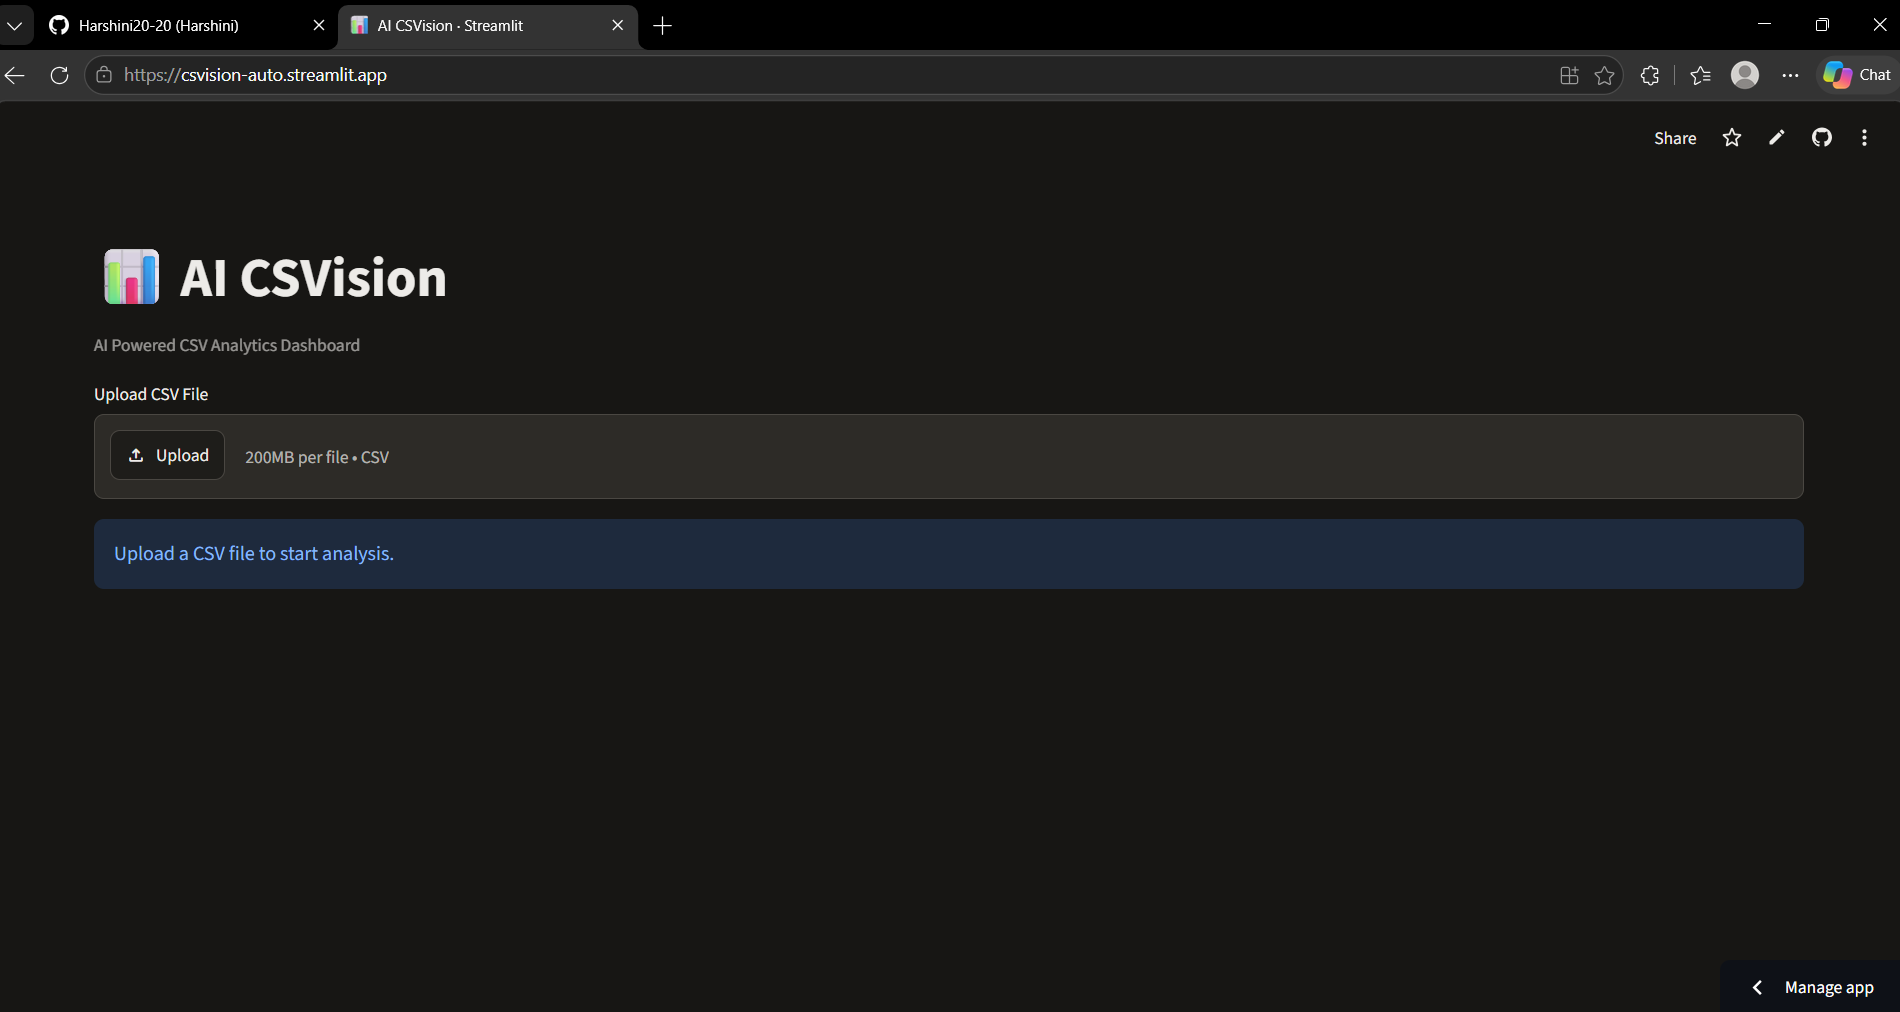 Harshini20-20 (Harshini)
AI CSVision · Streamlit
https://csvision-auto.streamlit.app
Chat
Share
AI CSVision
AI Powered CSV Analytics Dashboard
Upload CSV File
Upload
200MB per file • CSV
Upload a CSV file to start analysis.
Manage app